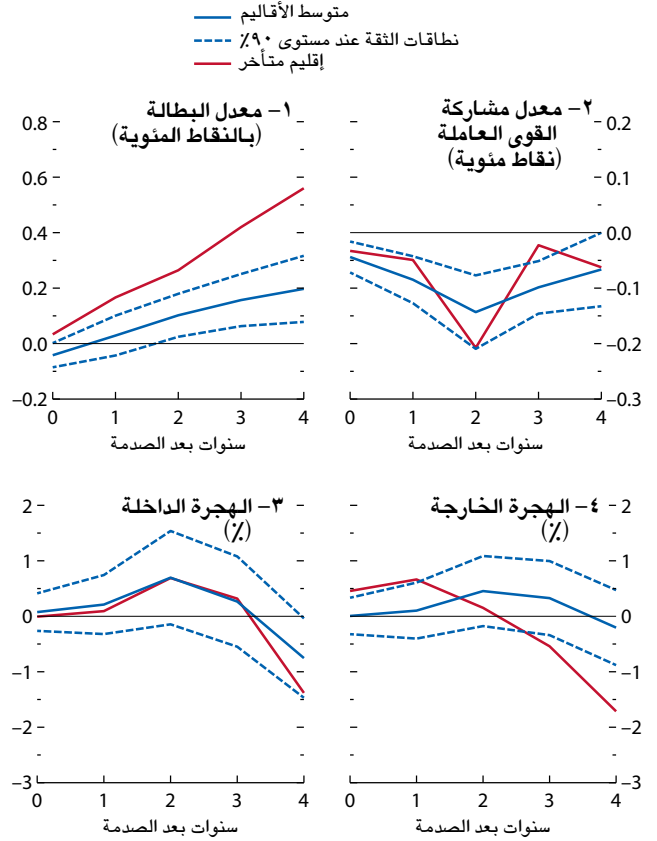 متوسط الأقاليم
نطاقات الثقة عند مستوى ٩٠٪
إقليم متأخر
١– معدل البطالة
(بالنقاط المئوية)
0.8
0.6
0.4
0.2
0.0
–0.2
0 1 2 3 4
سنوات بعد الصدمة
٢– معدل مشاركة
القوى العاملة
(نقاط مئوية)
0.2
0.1
0.0
–0.1
–0.2
–0.3
0 1 2 3 4
سنوات بعد الصدمة
٣– الهجرة الداخلة
(٪)
2
1
0
–1
–2
–3
0 1 2 3 4
سنوات بعد الصدمة
٤– الهجرة الخارجة
(٪)
2
1
0
–1
–2
–3
0 1 2 3 4
سنوات بعد الصدمة